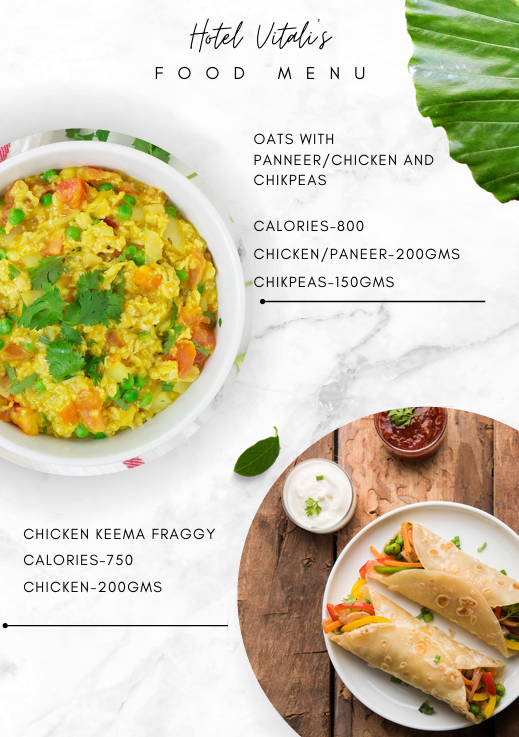 Hotel Vitali's
FOOD MENU
OATS WITH
PANNEER/CHICKEN AND
CHIKPEAS
CALORIES-800
CHICKEN/PANEER-200GMS
CHIKPEAS-150GMS
CHICKEN KEEMA FRAGGY
CALORIES-750
CHICKEN-200GMS